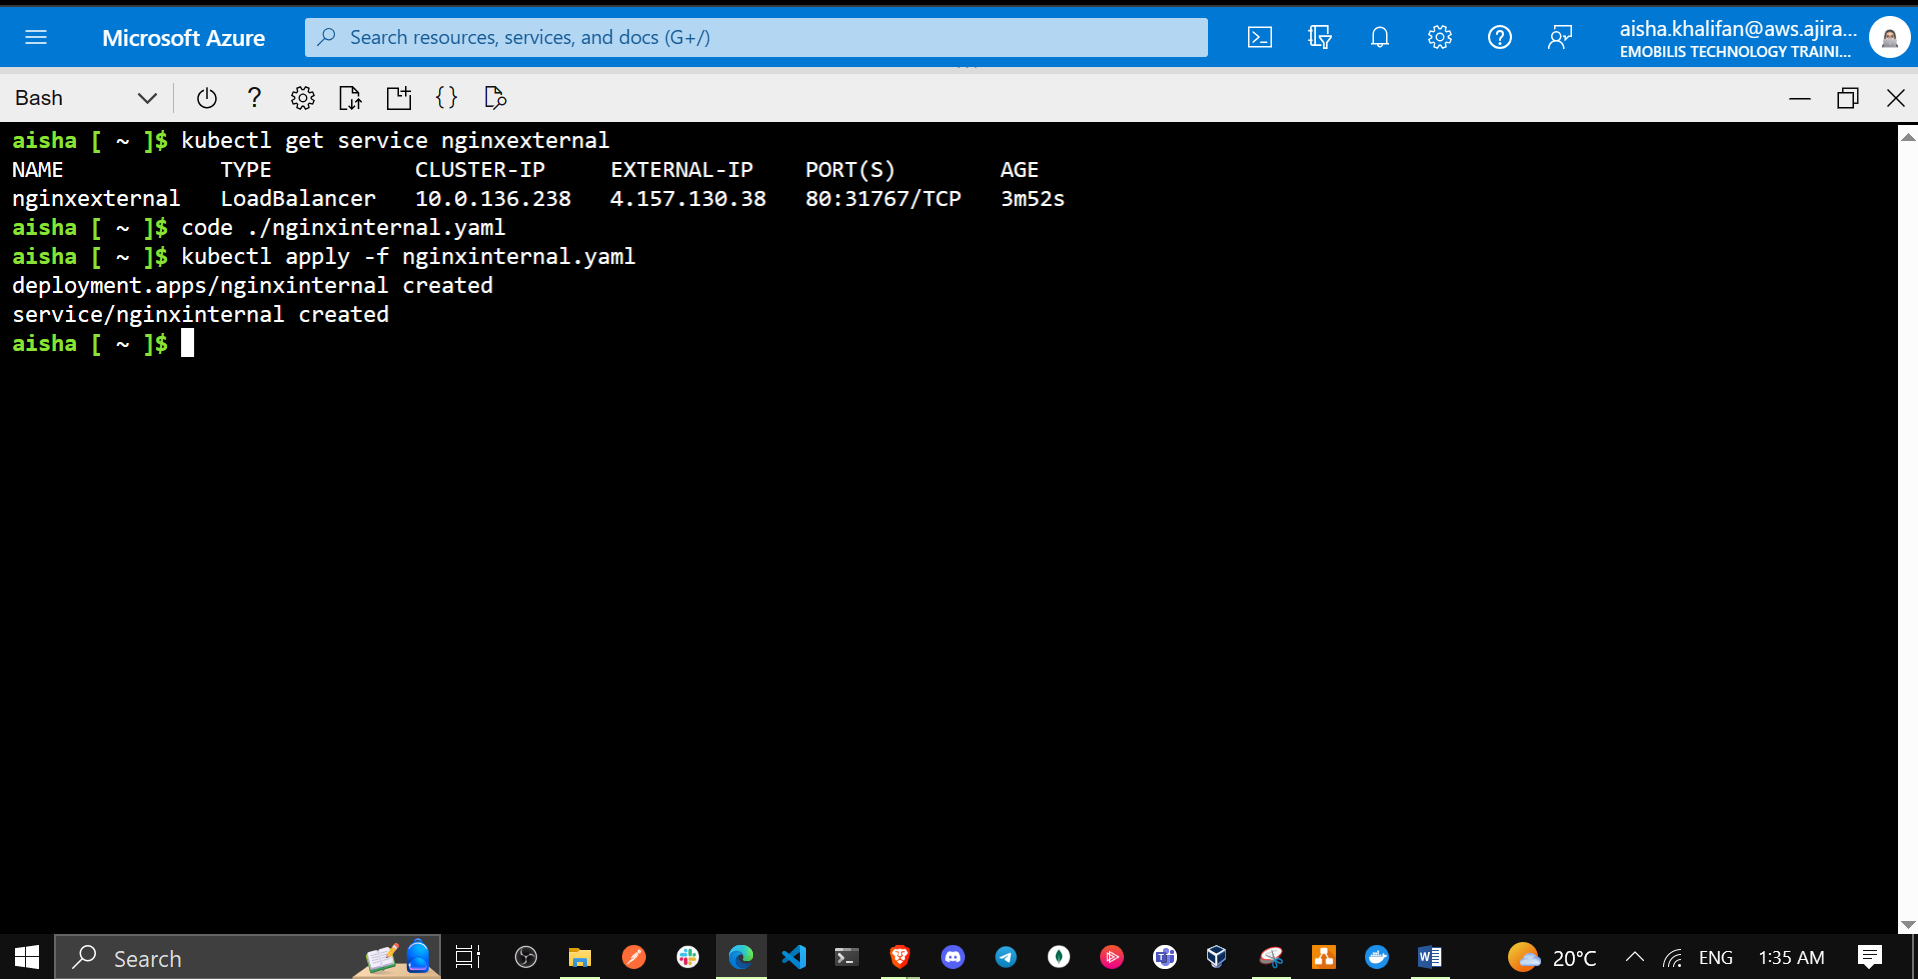 Microsoft Azure
Search resources, services, and docs (G+/)
aisha.khalifan@aws.ajira...
EMOBILIS TECHNOLOGY TRAINI...
Bash
aisha [ ~ ]$ kubectl get service nginxexternal
NAME TYPE CLUSTER-IP EXTERNAL-IP PORT(S) AGE
nginxexternal LoadBalancer 10.0.136.238 4.157.130.38 80:31767/TCP 3m52s
aisha [ ~ ]$ code ./nginxinternal.yaml
aisha [ ~ ]$ kubectl apply -f nginxinternal.yaml
deployment.apps/nginxinternal created
service/nginxinternal created
aisha [ ~ ]$
Search
20°C
ENG
1:35 AM